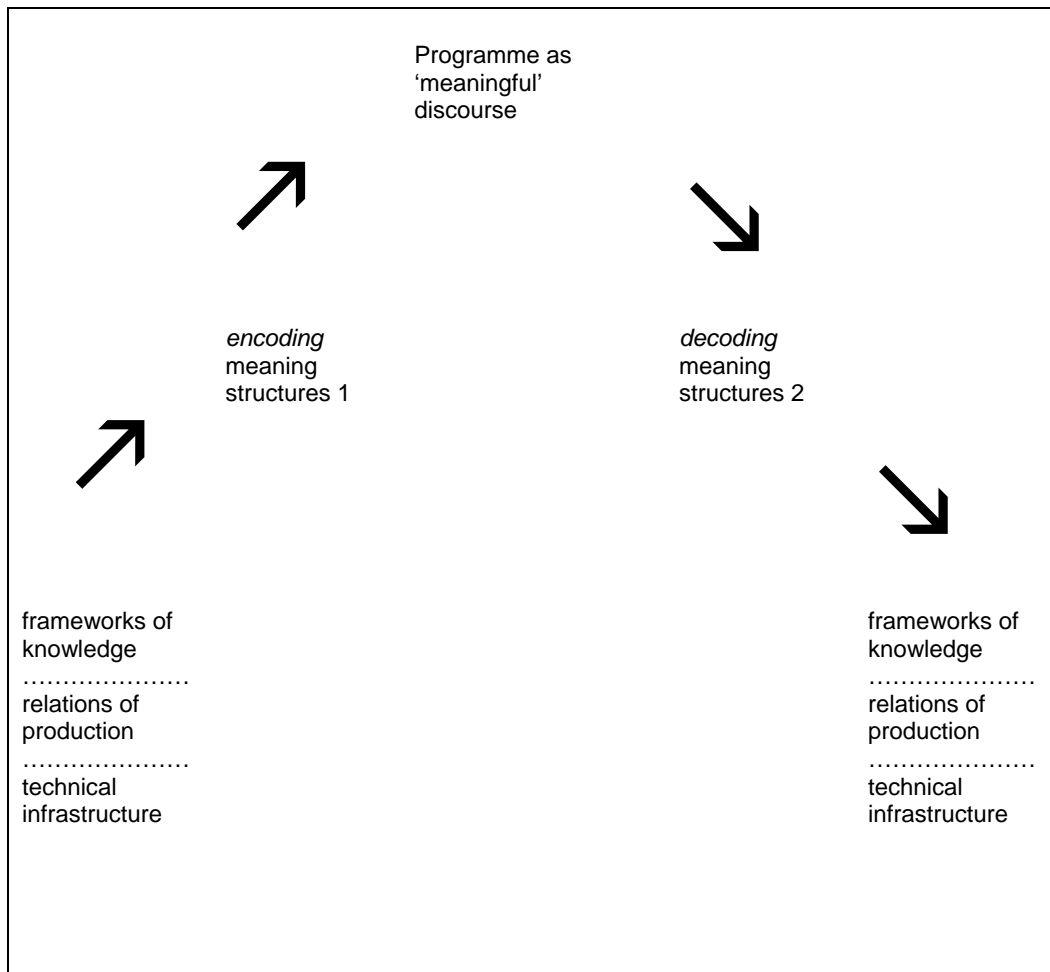 Programme as
‘meaningful’
discourse
encoding
meaning
structures 1
decoding
meaning
structures 2
frameworks of
knowledge
…………………
relations of
production
…………………
technical
infrastructure
frameworks of
knowledge
…………………
relations of
production
…………………
technical
infrastructure